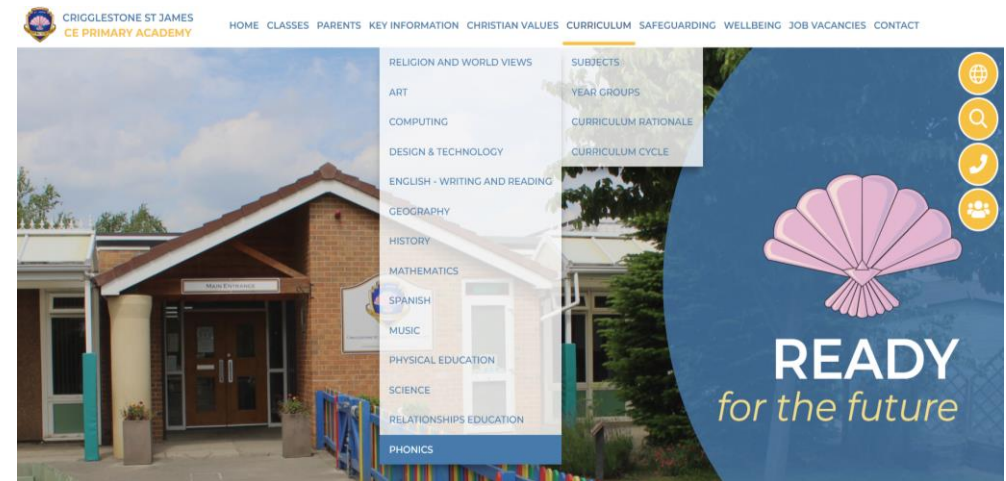 CRIGGLESTONE ST JAMES
CE PRIMARY ACADEMY
HOME CLASSES PARENTS KEY INFORMATION CHRISTIAN VALUES CURRICULUM SAFEGUARDING WELLBEING JOB VACANCIES CONTACT
RELIGION AND WORLD VIEWS
ART
COMPUTING
DESIGN & TECHNOLOGY
ENGLISH - WRITING AND READING
GEOGRAPHY
HISTORY
MATHEMATICS
SPANISH
MUSIC
PHYSICAL EDUCATION
SCIENCE
RELATIONSHIPS EDUCATION
PHONICS
SUBJECTS
YEAR GROUPS
CURRICULUM RATIONALE
CURRICULUM CYCLE
MAIN ENTRANCE
READY
for the future